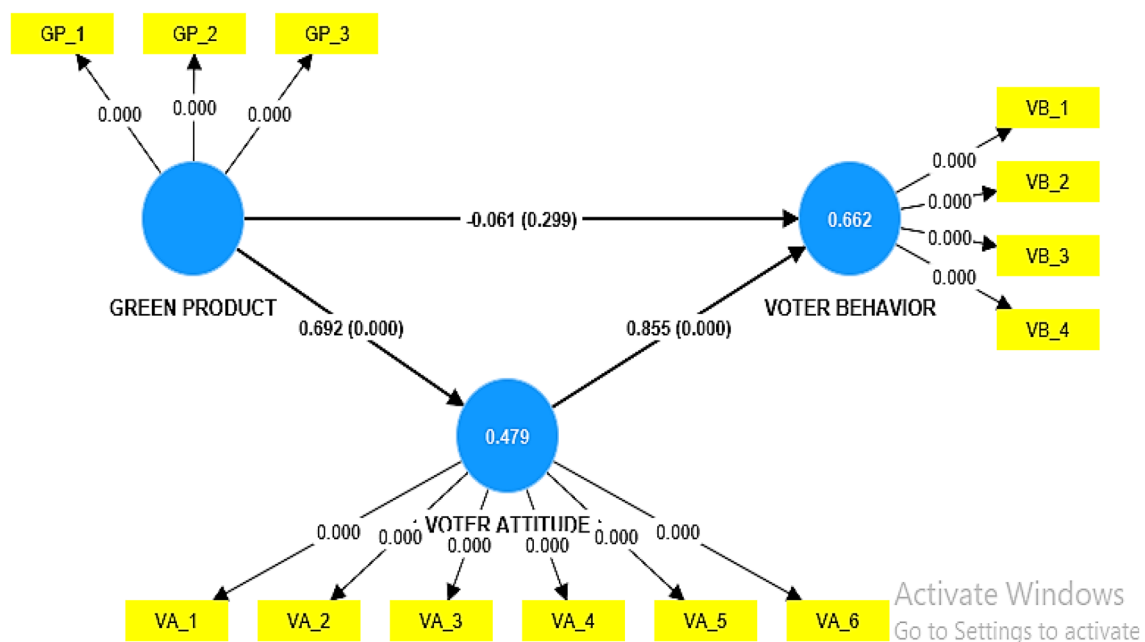 GP_1 GP_2 GP_3
0.000 0.000 0.000
VB_1
0.000
VB_2
0.000
-0.061 (0.299)
0.662
0.000
VB_3
0.000
GREEN PRODUCT
VOTER BEHAVIOR
0.692 (0.000)
0.855 (0.000)
VB_4
0.479
VOTER ATTITUDE
0.000 0.000 0.000 0.000 0.000 0.000
VA_1 VA_2 VA_3 VA_4 VA_5 VA_6
Activate Windows
Go to Settings to activate